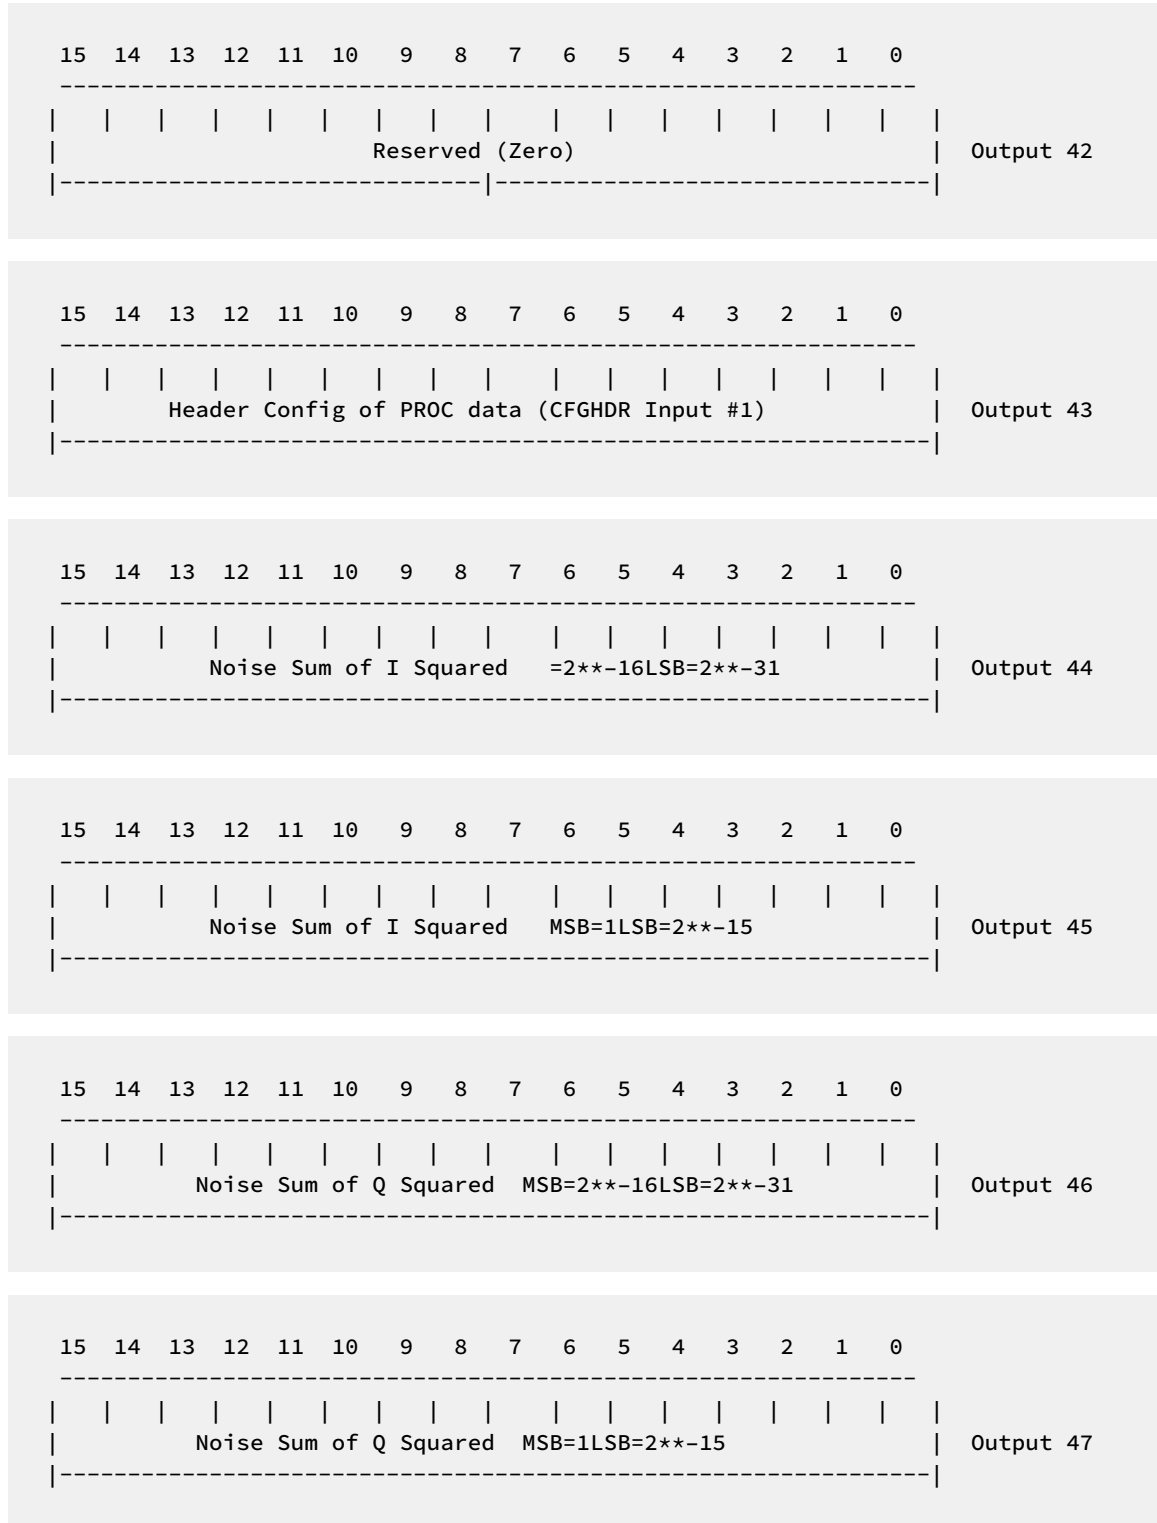 15 14 13 12 11 10 9 8 7 6 5 4 3 2 1 0
----------------------------------------------------------------
| | | | | | | | | | | | | | | | |
| Reserved (Zero) | Output 42
|-------------------------------|--------------------------------|
15 14 13 12 11 10 9 8 7 6 5 4 3 2 1 0
----------------------------------------------------------------
| | | | | | | | | | | | | | | | |
| Header Config of PROC data (CFGHDR Input #1) | Output 43
|----------------------------------------------------------------|
15 14 13 12 11 10 9 8 7 6 5 4 3 2 1 0
----------------------------------------------------------------
| | | | | | | | | | | | | | | | |
| Noise Sum of I Squared =2**-16LSB=2**-31 | Output 44
|----------------------------------------------------------------|
15 14 13 12 11 10 9 8 7 6 5 4 3 2 1 0
----------------------------------------------------------------
| | | | | | | | | | | | | | | | |
| Noise Sum of I Squared MSB=1LSB=2**-15 | Output 45
|----------------------------------------------------------------|
15 14 13 12 11 10 9 8 7 6 5 4 3 2 1 0
----------------------------------------------------------------
| | | | | | | | | | | | | | | | |
| Noise Sum of Q Squared MSB=2**-16LSB=2**-31 | Output 46
|----------------------------------------------------------------|
15 14 13 12 11 10 9 8 7 6 5 4 3 2 1 0
----------------------------------------------------------------
| | | | | | | | | | | | | | | | |
| Noise Sum of Q Squared MSB=1LSB=2**-15 | Output 47
|----------------------------------------------------------------|